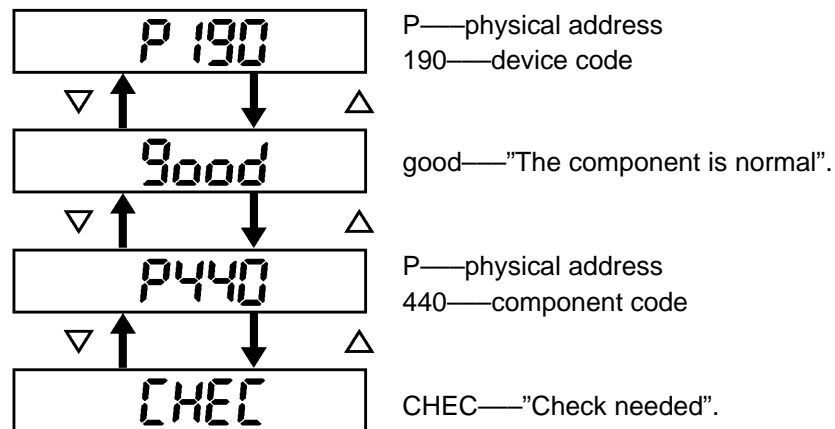 P 190
P–––physical address
190–––device code
good
good–––”The component is normal”.
P440
P–––physical address
440–––component code
CHEC
CHEC–––”Check needed”.